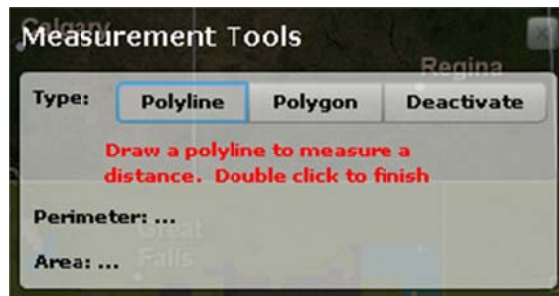 Calgary
Measurement Tools
Regina
Type: Polyline Polygon Deactivate
Draw a polyline to measure a
distance. Double click to finish
Perimeter: ...
Great
Area: ...
Falls